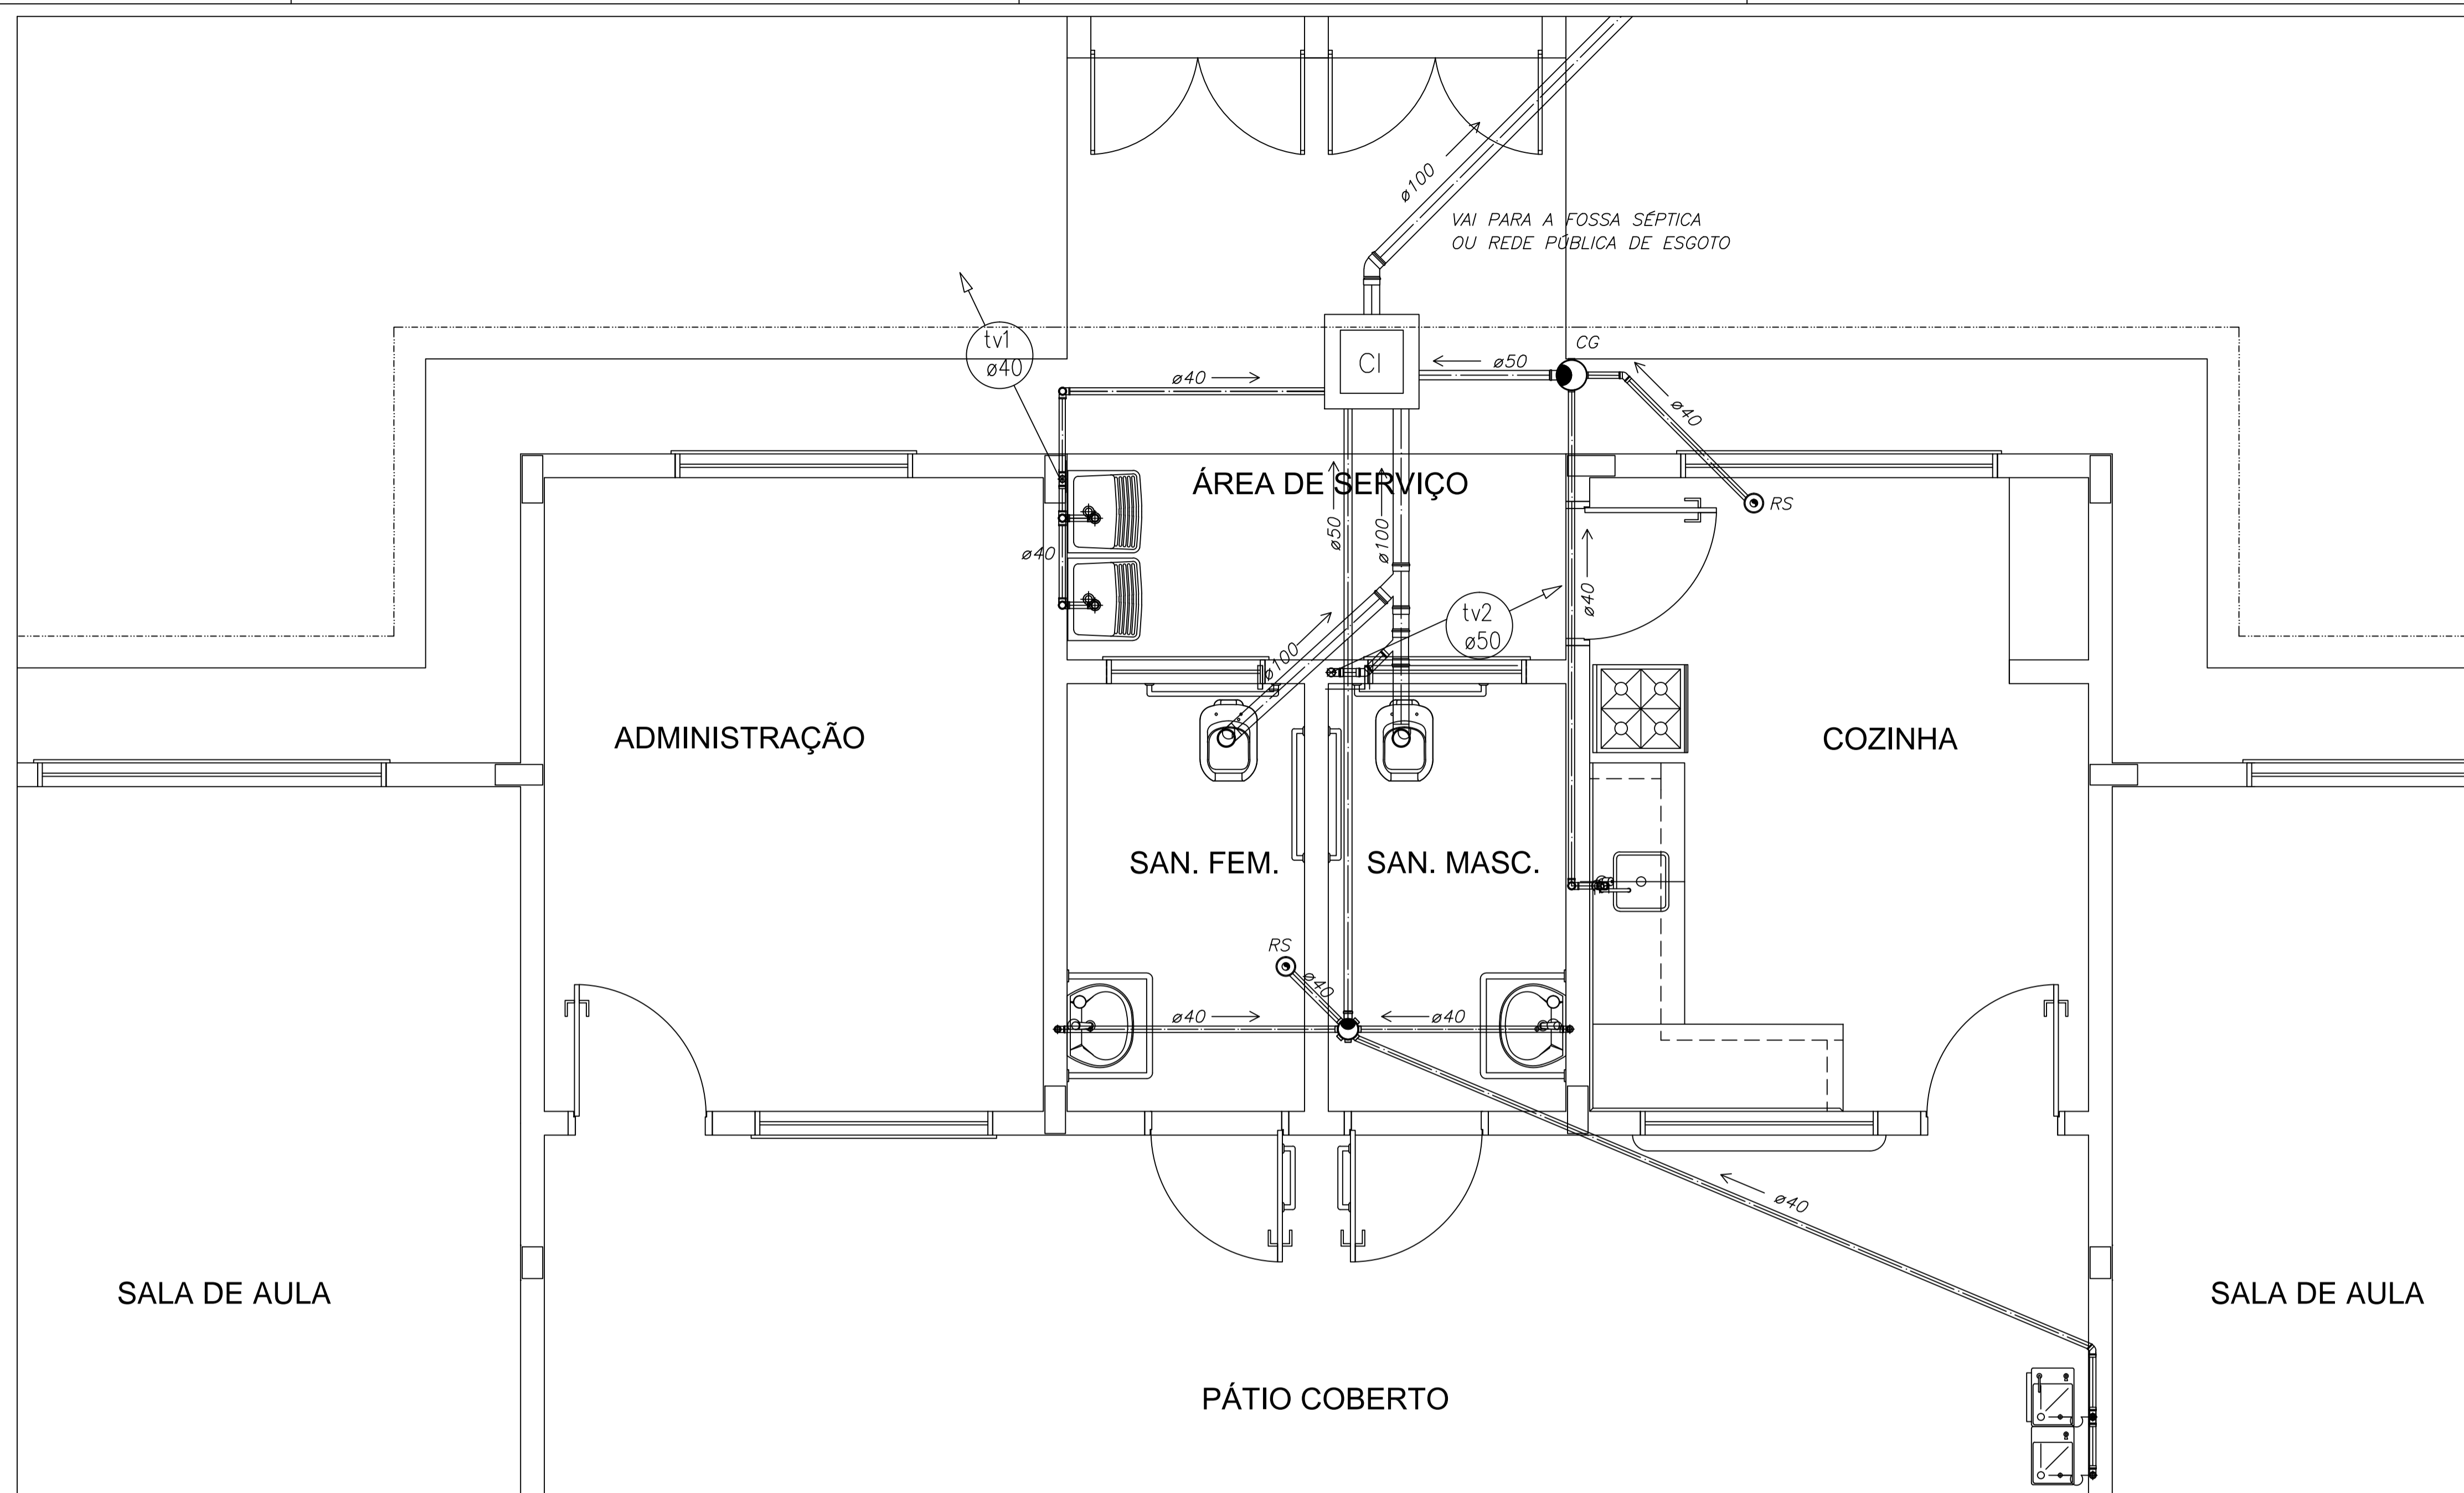 ø100
VAI PARA A FOSSA SÉPTICA
OU REDE PÚBLICA DE ESGOTO
tv1
ø40
CI
CG
ø50
ø40
ø40
ÁREA DE SERVIÇO
RS
ø40
ø50
ø100
ø40
tv2
ø50
ø100
ADMINISTRAÇÃO
COZINHA
SAN. FEM.
SAN. MASC.
RS
ø40
ø40
ø40
ø40
SALA DE AULA
SALA DE AULA
PÁTIO COBERTO